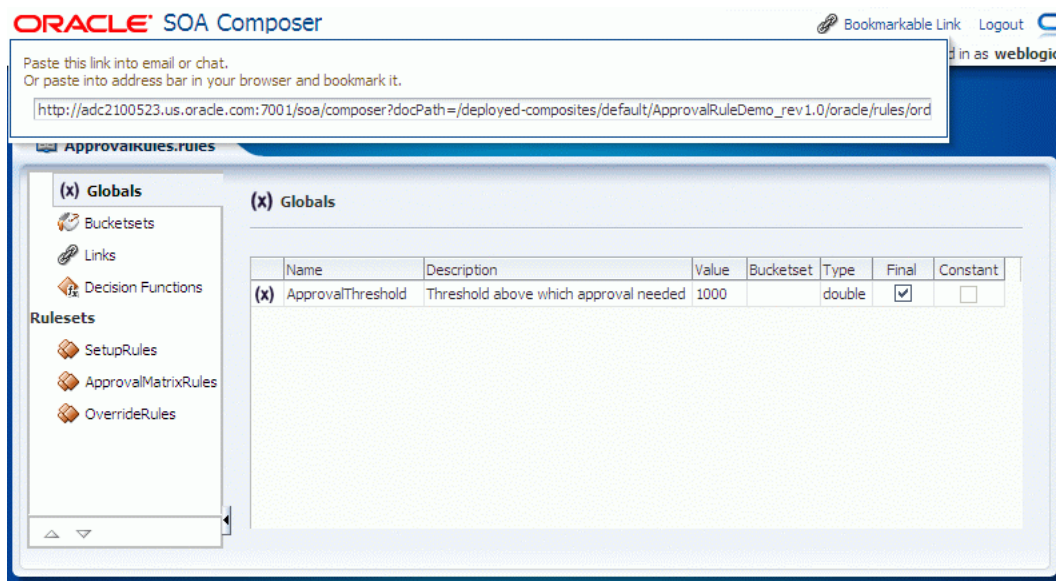 ORACLE SOA Composer
Bookmarkable Link Logout
Paste this link into email or chat.
Or paste into address bar in your browser and bookmark it.
d in as weblogic
http://adc2100523.us.oracle.com:7001/soa/composer?docPath=/deployed-composites/default/ApprovalRuleDemo_rev1.0/oracle/rules/ord
ApprovalRules.rules
(x) Globals
Bucketsets
Links
Decision Functions
Rulesets
SetupRules
ApprovalMatrixRules
OverrideRules
(x) Globals
Name Description Value Bucketset Type Final Constant
(x) ApprovalThreshold Threshold above which approval needed 1000 double